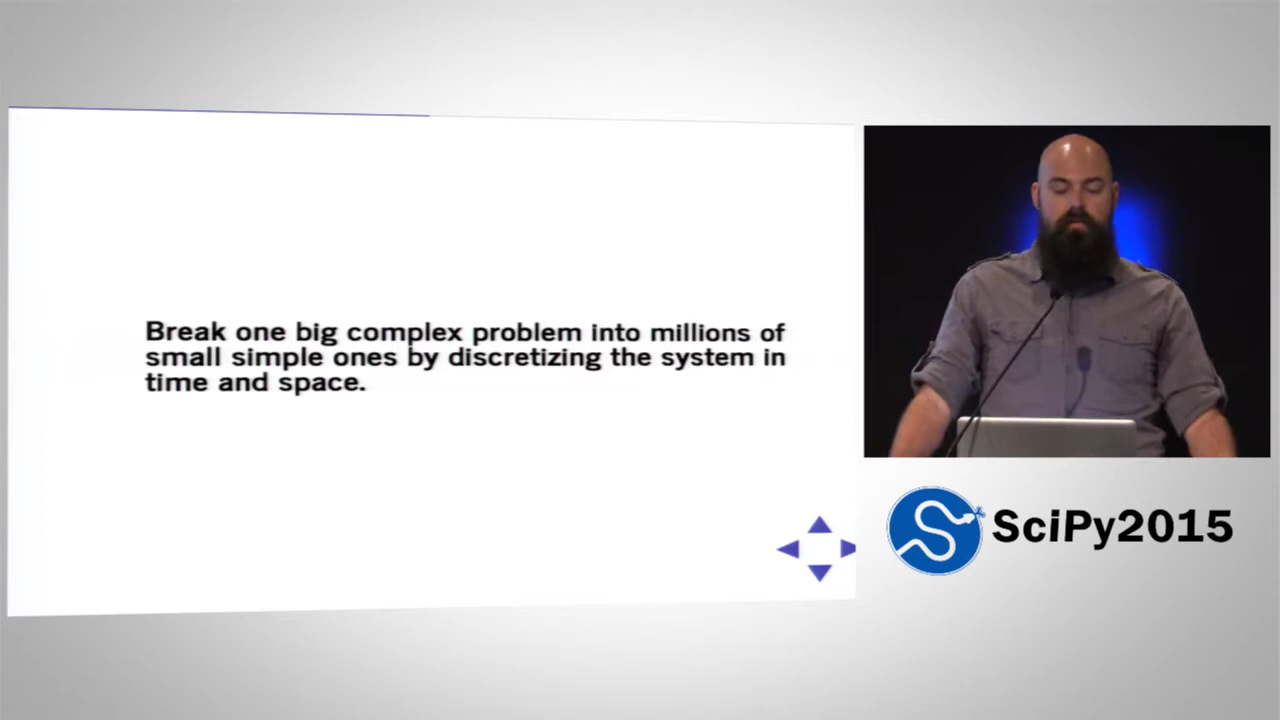 Break one big complex problem into millions of
small simple ones by discretizing the system in
time and space.
SciPy2015